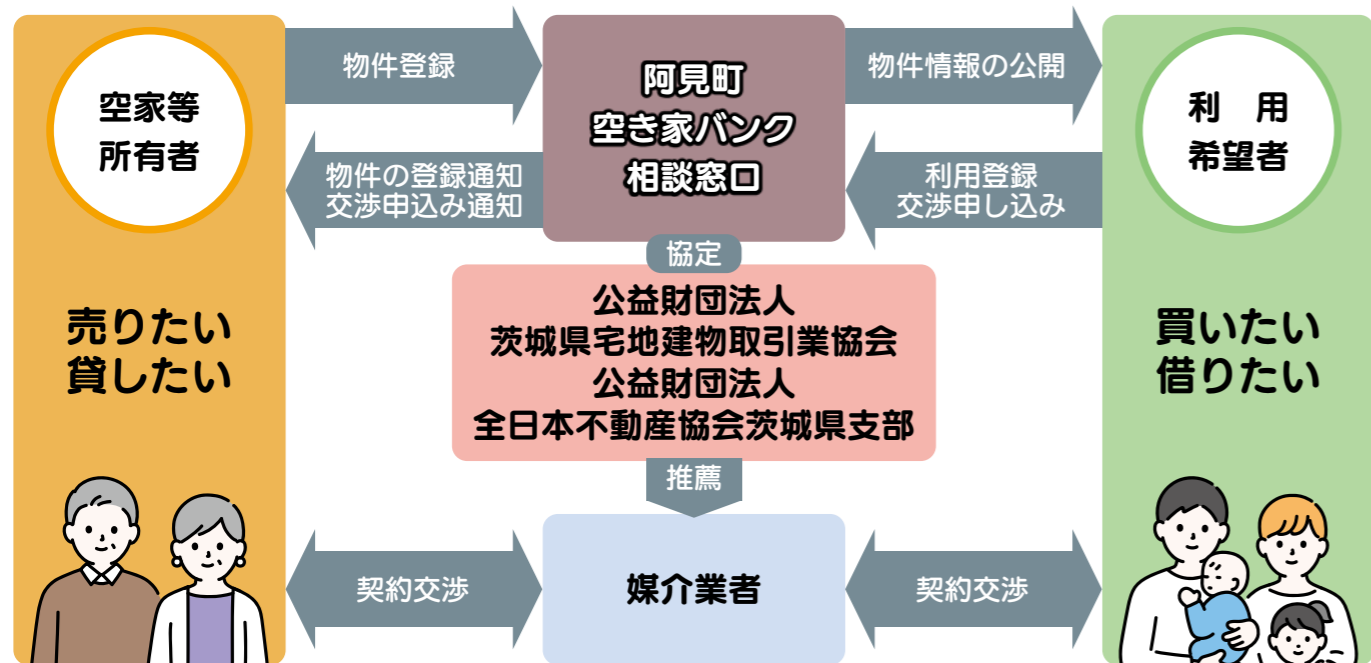 空家等
所有者
売りたい
貸したい
物件登録
物件の登録通知
交渉申込み通知
阿見町
空き家バンク
相談窓口
物件情報の公開
利用登録
交渉申し込み
利　用
希望者
買いたい
借りたい
協定
公益財団法人
茨城県宅地建物取引業協会
公益財団法人
全日本不動産協会茨城県支部
推薦
契約交渉
媒介業者
契約交渉